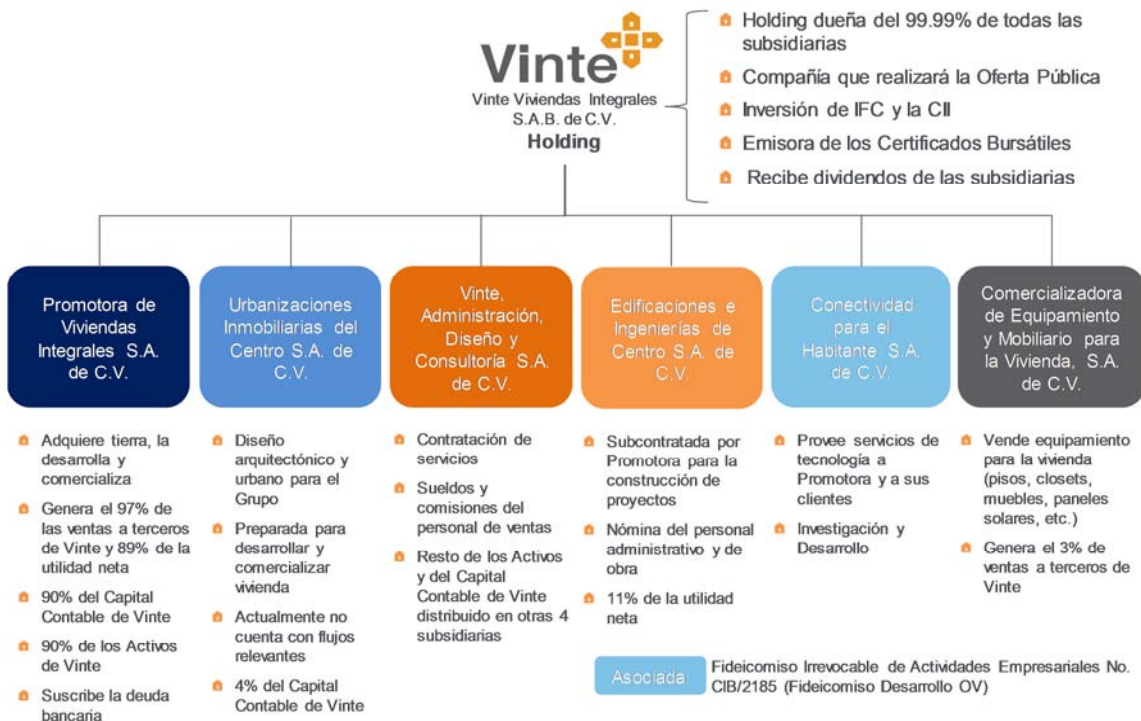 Vinte
Vinte Viviendas Integrales
S.A.B. de C.V.
Holding
Holding dueña del 99.99% de todas las
subsidiarias
Compañía que realizará la Oferta Pública
Inversión de IFC y la CII
Emisora de los Certificados Bursátiles
Recibe dividendos de las subsidiarias
Promotora de
Viviendas
Integrales S.A.
de C.V.
Adquiere tierra, la
desarrolla y
comercializa
Genera el 97% de
las ventas a terceros
de Vinte y 89% de la
utilidad neta
90% del Capital
Contable de Vinte
90% de los Activos
de Vinte
Suscribe la deuda
bancaria
Urbanizaciones
Inmobiliarias del
Centro S.A. de
C.V.
Diseño
arquitectónico y
urbano para el
Grupo
Preparada para
desarrollar y
comercializar
vivienda
Actualmente no
cuenta con flujos
relevantes
4% del Capital
Contable de Vinte
Vinte,
Administración,
Diseño y
Consultoría S.A.
de C.V.
Contratación de
servicios
Sueldos y
comisiones del
personal de ventas
Resto de los Activos
y del Capital
Contable de Vinte
distribuido en otras 4
subsidiarias
Edificaciones e
Ingenierías de
Centro S.A. de
C.V.
Subcontratada por
Promotora para la
construcción de
proyectos
Nómina del personal
administrativo y de
obra
11% de la utilidad
neta
Conectividad
para el
Habitante S.A.
de C.V.
Provee servicios de
tecnología a
Promotora y a sus
clientes
Investigación y
Desarrollo
Comercializadora
de Equipamiento
y Mobiliario para
la Vivienda, S.A.
de C.V.
Vende equipamiento
para la vivienda
(pisos, closets,
muebles, paneles
solares, etc.)
Genera el 3% de
ventas a terceros de
Vinte
Asociada
Fideicomiso Irrevocable de Actividades Empresariales No.
CIB/2185 (Fideicomiso Desarrollo OV)